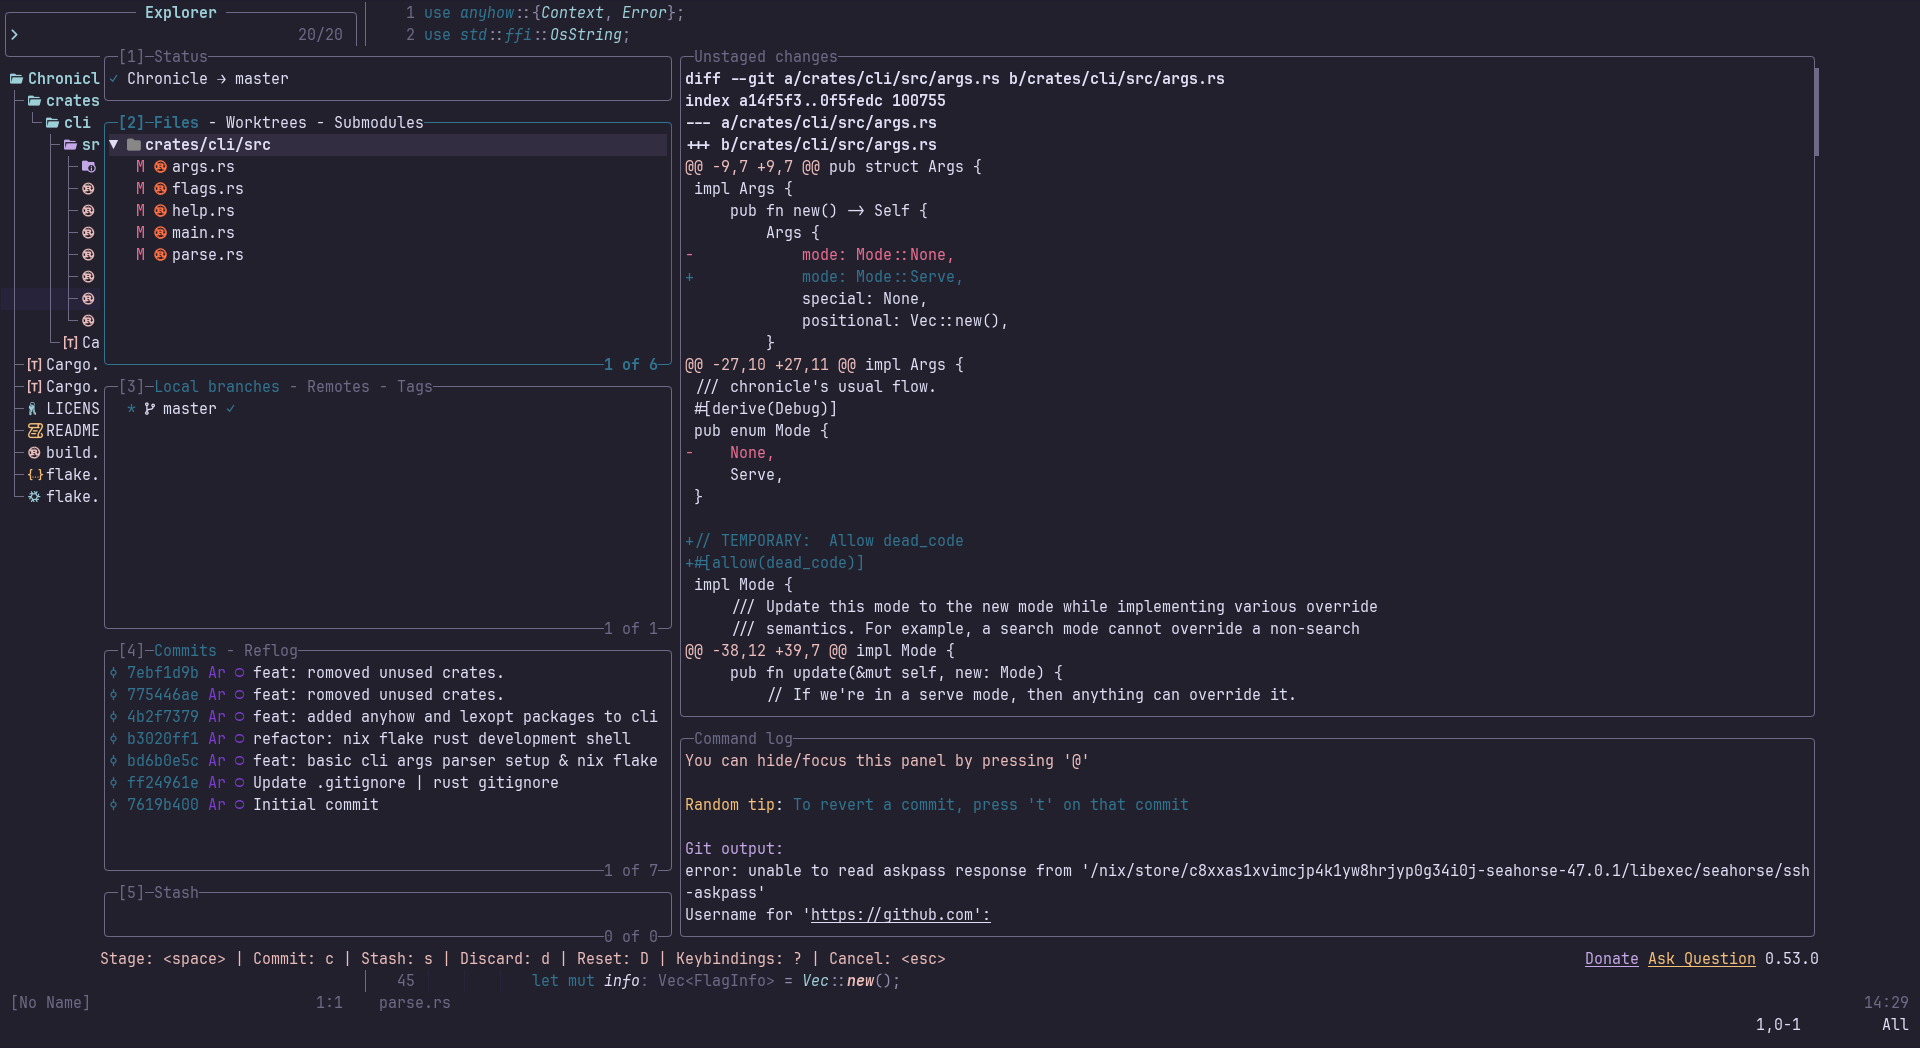 Explorer
> 20/20
1 use anyhow::{Context, Error};
2 use std::ffi::OsString;
Chronicl
crates
cli
sr
Ca
[T] Cargo.
[T] Cargo.
LICENS
README
build.
{..} flake.
flake.
[1]─Status
✓ Chronicle → master
[2]─Files - Worktrees - Submodules
▼ crates/cli/src
M args.rs
M flags.rs
M help.rs
M main.rs
M parse.rs
1 of 6
[3]─Local branches - Remotes - Tags
* master ✓
1 of 1
[4]─Commits - Reflog
7ebf1d9b Ar feat: romoved unused crates.
775446ae Ar feat: romoved unused crates.
4b2f7379 Ar feat: added anyhow and lexopt packages to cli
b3020ff1 Ar refactor: nix flake rust development shell
bd6b0e5c Ar feat: basic cli args parser setup & nix flake
ff24961e Ar Update .gitignore | rust gitignore
7619b400 Ar Initial commit
1 of 7
[5]─Stash
0 of 0
Unstaged changes
diff --git a/crates/cli/src/args.rs b/crates/cli/src/args.rs
index a14f5f3..0f5fedc 100755
--- a/crates/cli/src/args.rs
+++ b/crates/cli/src/args.rs
@@ -9,7 +9,7 @@ pub struct Args {
impl Args {
pub fn new() -> Self {
Args {
- mode: Mode::None,
+ mode: Mode::Serve,
special: None,
positional: Vec::new(),
}
@@ -27,10 +27,11 @@ impl Args {
/// chronicle's usual flow.
#[derive(Debug)]
pub enum Mode {
- None,
Serve,
}
+// TEMPORARY:  Allow dead_code
+#[allow(dead_code)]
impl Mode {
/// Update this mode to the new mode while implementing various override
/// semantics. For example, a search mode cannot override a non-search
@@ -38,12 +39,7 @@ impl Mode {
pub fn update(&mut self, new: Mode) {
// If we're in a serve mode, then anything can override it.
Command log
You can hide/focus this panel by pressing '@'
Random tip: To revert a commit, press 't' on that commit
Git output:
error: unable to read askpass response from '/nix/store/c8xxas1xvimcjp4k1yw8hrjyp0g34i0j-seahorse-47.0.1/libexec/seahorse/ssh
-askpass'
Username for 'https://github.com':
Stage: <space> | Commit: c | Stash: s | Discard: d | Reset: D | Keybindings: ? | Cancel: <esc>
Donate Ask Question 0.53.0
45 let mut info: Vec<FlagInfo> = Vec::new();
[No Name] 1:1 parse.rs 14:29
1,0-1 All